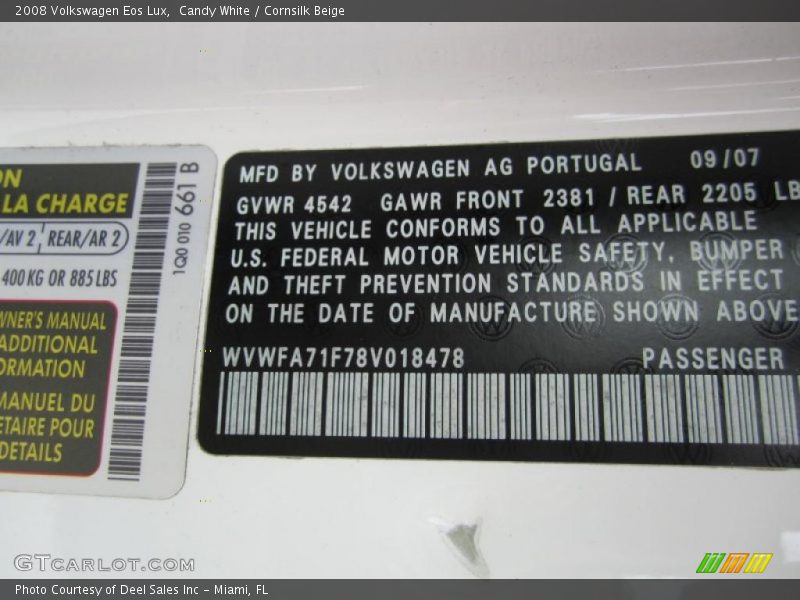 2008 Volkswagen Eos Lux,  Candy White / Cornsilk Beige
ON
LA CHARGE
/AV 2 REAR/AR 2
400 KG OR 885 LBS
WNER'S MANUAL
ADDITIONAL
ORMATION
MANUEL DU
ETAIRE POUR
DETAILS
1Q0 010 661 B
MFD BY VOLKSWAGEN AG PORTUGAL 09/07
GVWR 4542 GAWR FRONT 2381 / REAR 2205 LB
THIS VEHICLE CONFORMS TO ALL APPLICABLE
U.S. FEDERAL MOTOR VEHICLE SAFETY, BUMPER
AND THEFT PREVENTION STANDARDS IN EFFECT
ON THE DATE OF MANUFACTURE SHOWN ABOVE
WVWFA71F78V018478 PASSENGER
GTCARLOT.COM
Photo Courtesy of Deel Sales Inc - Miami, FL